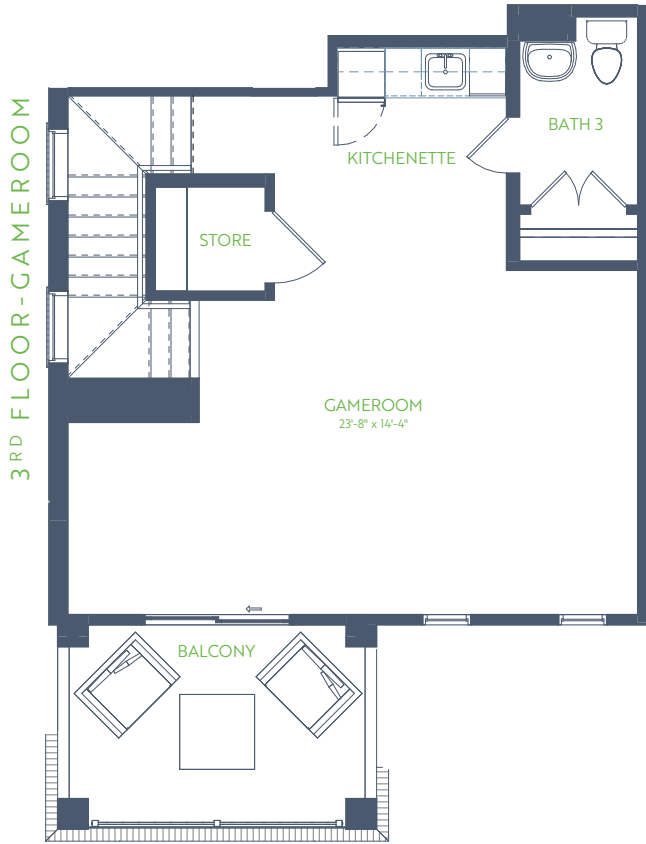 3RD FLOOR-GAMEROOM
BATH 3
KITCHENETTE
STORE
GAMEROOM
23'-8" x 14'-4"
BALCONY